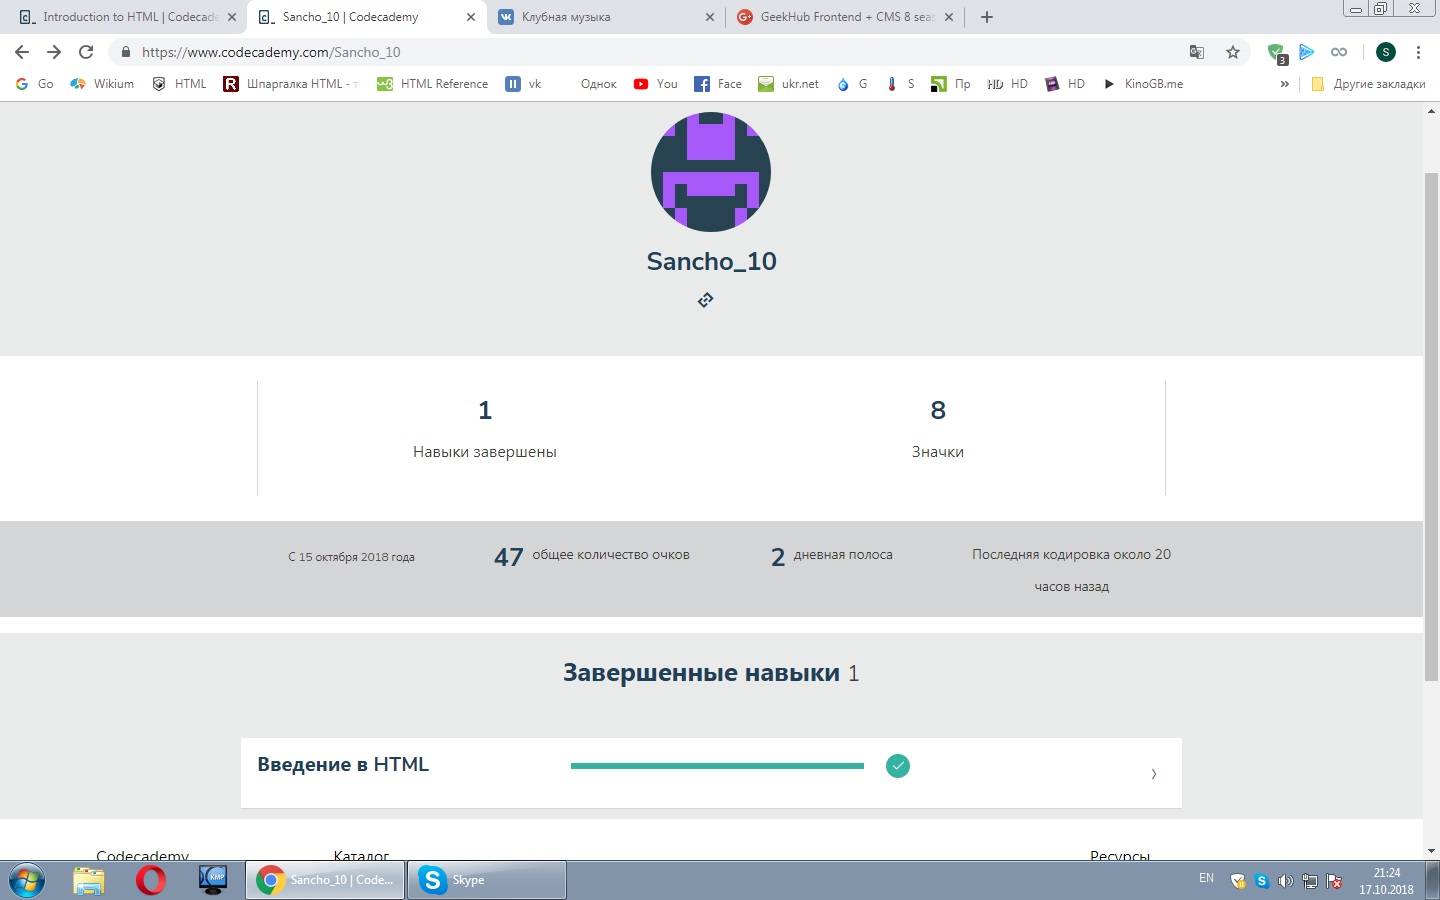 Introduction to HTML | Codecade
Sancho_10 | Codecademy
Клубная музыка
GeekHub Frontend + CMS 8 seas
https://www.codecademy.com/Sancho_10
3
S
Go
Wikium
HTML
Шпаргалка HTML - т
HTML Reference
vk
Однок
You
Face
ukr.net
G
S
Пр
HD
HD
KinoGB.me
»
Другие закладки
Sancho_10
1
8
Навыки завершены
Значки
С 15 октября 2018 года
47 общее количество очков
2 дневная полоса
Последняя кодировка около 20
часов назад
Завершенные навыки 1
Введение в HTML
Codecademy
Каталог
Ресурсы
Sancho_10 | Code...
Skype
EN
21:24
17.10.2018